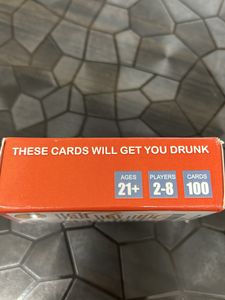 THESE CARDS WILL GET YOU DRUNK
AGES PLAYERS CARDS
21+ 2-8 100